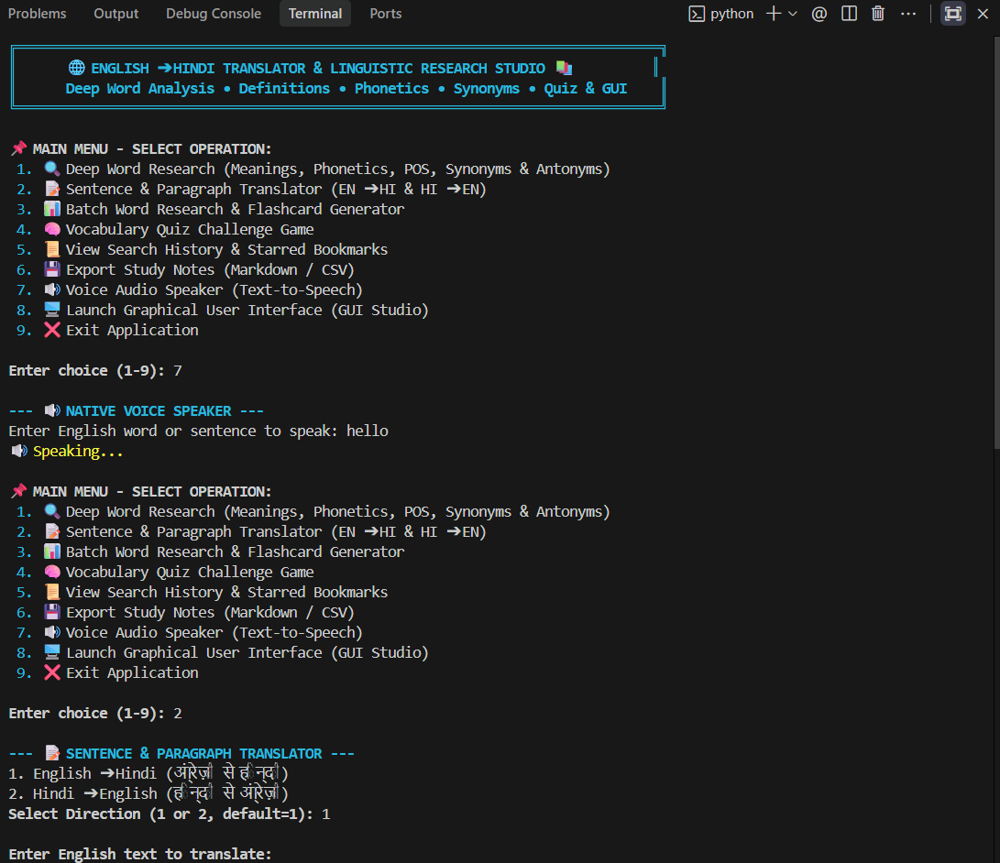 Problems Output Debug Console Terminal Ports python
🌐 ENGLISH ➔HINDI TRANSLATOR & LINGUISTIC RESEARCH STUDIO 📚
Deep Word Analysis • Definitions • Phonetics • Synonyms • Quiz & GUI
📌 MAIN MENU - SELECT OPERATION:
1. 🔍 Deep Word Research (Meanings, Phonetics, POS, Synonyms & Antonyms)
2. 📝 Sentence & Paragraph Translator (EN ➔HI & HI ➔EN)
3. 📊 Batch Word Research & Flashcard Generator
4. 🧠 Vocabulary Quiz Challenge Game
5. 📜 View Search History & Starred Bookmarks
6. 💾 Export Study Notes (Markdown / CSV)
7. 🔊 Voice Audio Speaker (Text-to-Speech)
8. 🖥️ Launch Graphical User Interface (GUI Studio)
9. ❌ Exit Application
Enter choice (1-9): 7
--- 🔊 NATIVE VOICE SPEAKER ---
Enter English word or sentence to speak: hello
🔊 Speaking...
📌 MAIN MENU - SELECT OPERATION:
1. 🔍 Deep Word Research (Meanings, Phonetics, POS, Synonyms & Antonyms)
2. 📝 Sentence & Paragraph Translator (EN ➔HI & HI ➔EN)
3. 📊 Batch Word Research & Flashcard Generator
4. 🧠 Vocabulary Quiz Challenge Game
5. 📜 View Search History & Starred Bookmarks
6. 💾 Export Study Notes (Markdown / CSV)
7. 🔊 Voice Audio Speaker (Text-to-Speech)
8. 🖥️ Launch Graphical User Interface (GUI Studio)
9. ❌ Exit Application
Enter choice (1-9): 2
--- 📝 SENTENCE & PARAGRAPH TRANSLATOR ---
1. English ➔Hindi (अंग्रेज़ी से हिन्दी)
2. Hindi ➔English (हिन्दी से अंग्रेज़ी)
Select Direction (1 or 2, default=1): 1
Enter English text to translate: